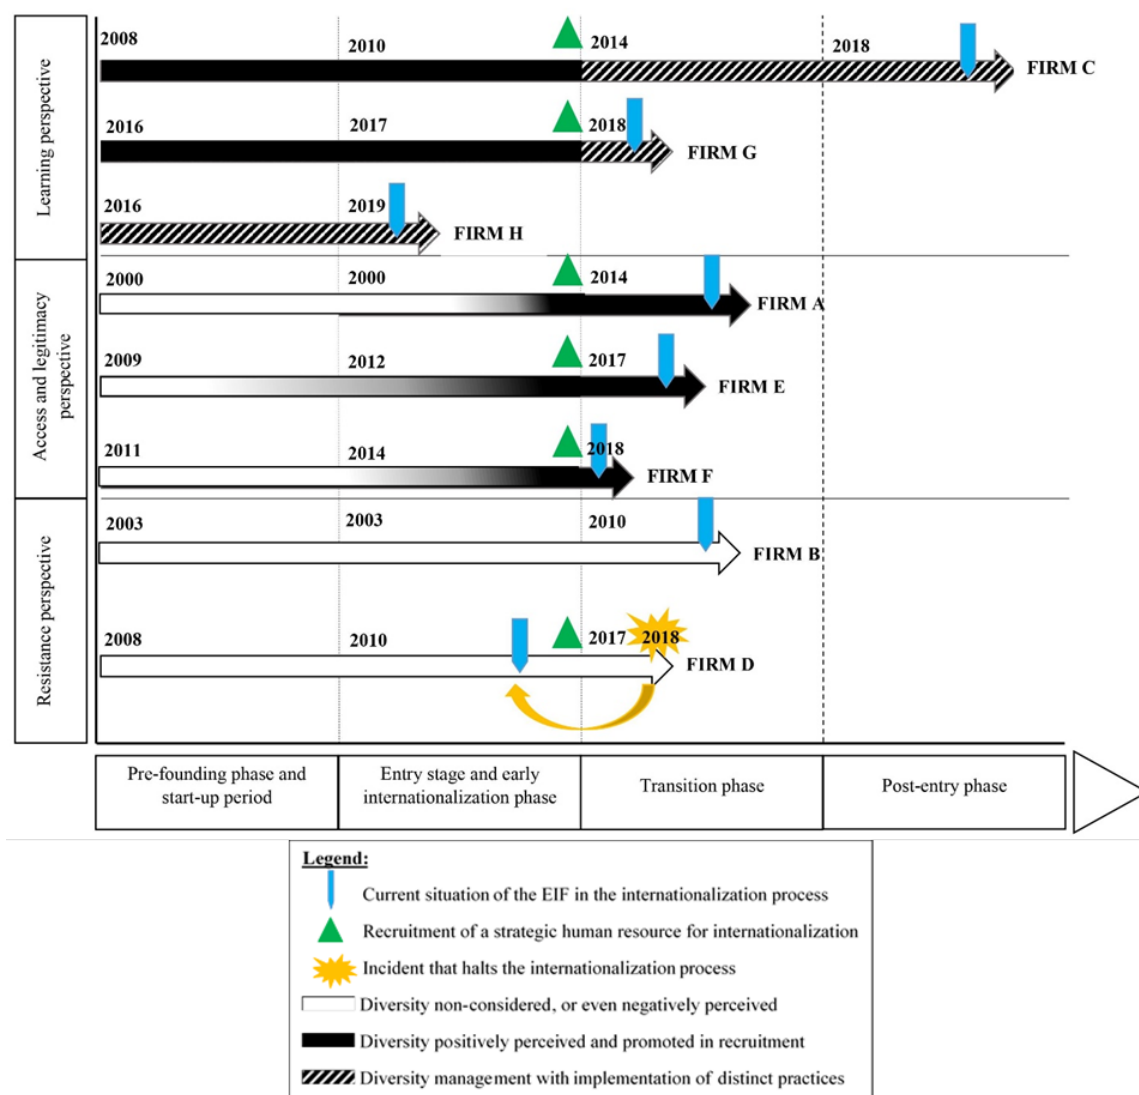 Learning perspective
2008
2010
2014
2018
FIRM C
2016
2017
2018
FIRM G
2016
2019
FIRM H
Access and legitimacy
perspective
2000
2000
2014
FIRM A
2009
2012
2017
FIRM E
2011
2014
2018
FIRM F
Resistance perspective
2003
2003
2010
FIRM B
2008
2010
2017
2018
FIRM D
Pre-founding phase and
start-up period
Entry stage and early
internationalization phase
Transition phase
Post-entry phase
Legend:
Current situation of the EIF in the internationalization process
Recruitment of a strategic human resource for internationalization
Incident that halts the internationalization process
Diversity non-considered, or even negatively perceived
Diversity positively perceived and promoted in recruitment
Diversity management with implementation of distinct practices